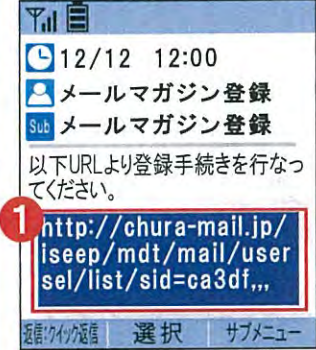 12/12 12:00
メールマガジン登録
Sub メールマガジン登録
以下URLより登録手続きを行なっ
てください。
1
http://chura-mail.jp/
iseep/mdt/mail/user
sel/list/sid=ca3df,,,
返信:クイック返信 選択 サブメニュー